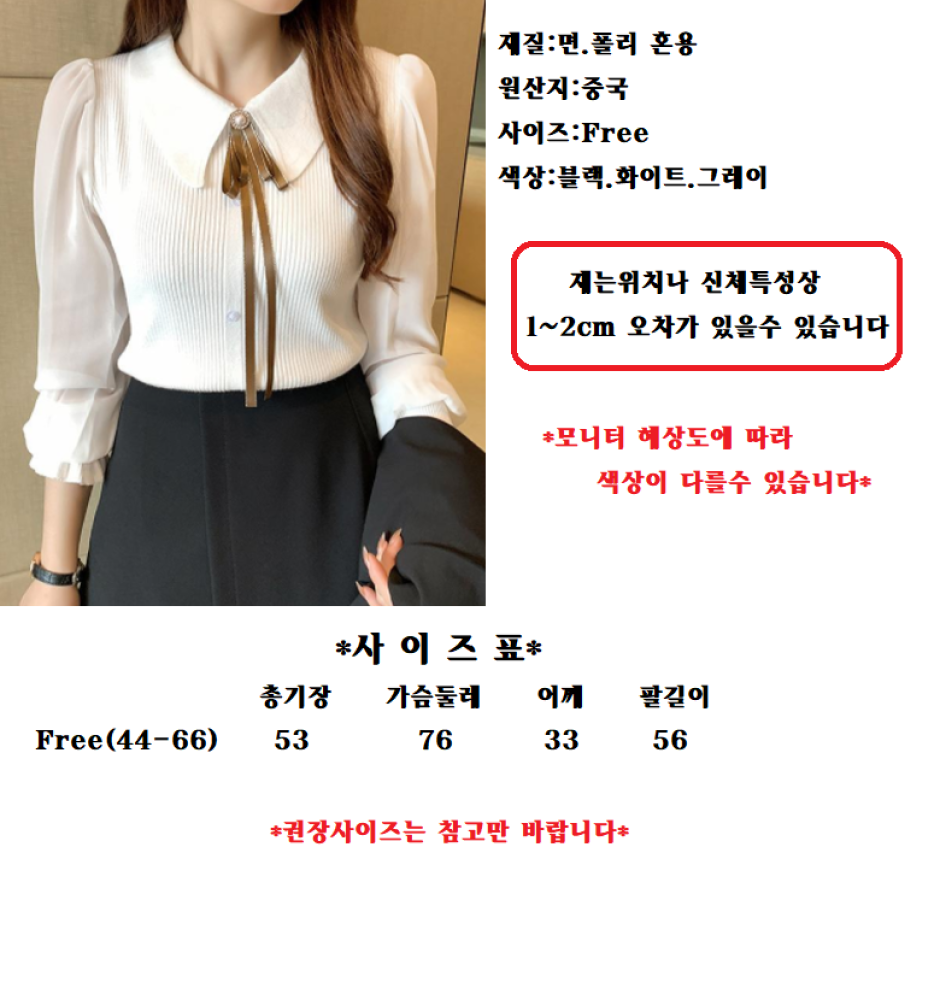 재질:면.폴리 혼용
원산지:중국
사이즈:Free
색상:블랙.화이트.그레이
재는위치나 신체특성상
1~2cm 오차가 있을수 있습니다
*모니터 해상도에 따라
색상이 다를수 있습니다*
*사 이 즈 표*
총기장 가슴둘레 어깨 팔길이
Free(44-66) 53 76 33 56
*권장사이즈는 참고만 바랍니다*